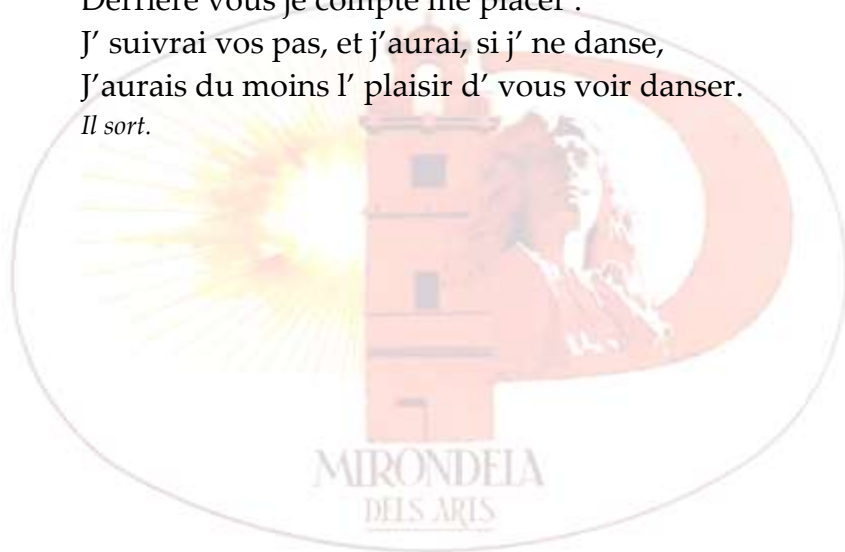 Derrière vous je compte me placer :
J’ suivrai vos pas, et j’aurai, si j’ ne danse,
J’aurais du moins l’ plaisir d’ vous voir danser.
Il sort.
MIRONDELA
DELS ARTS